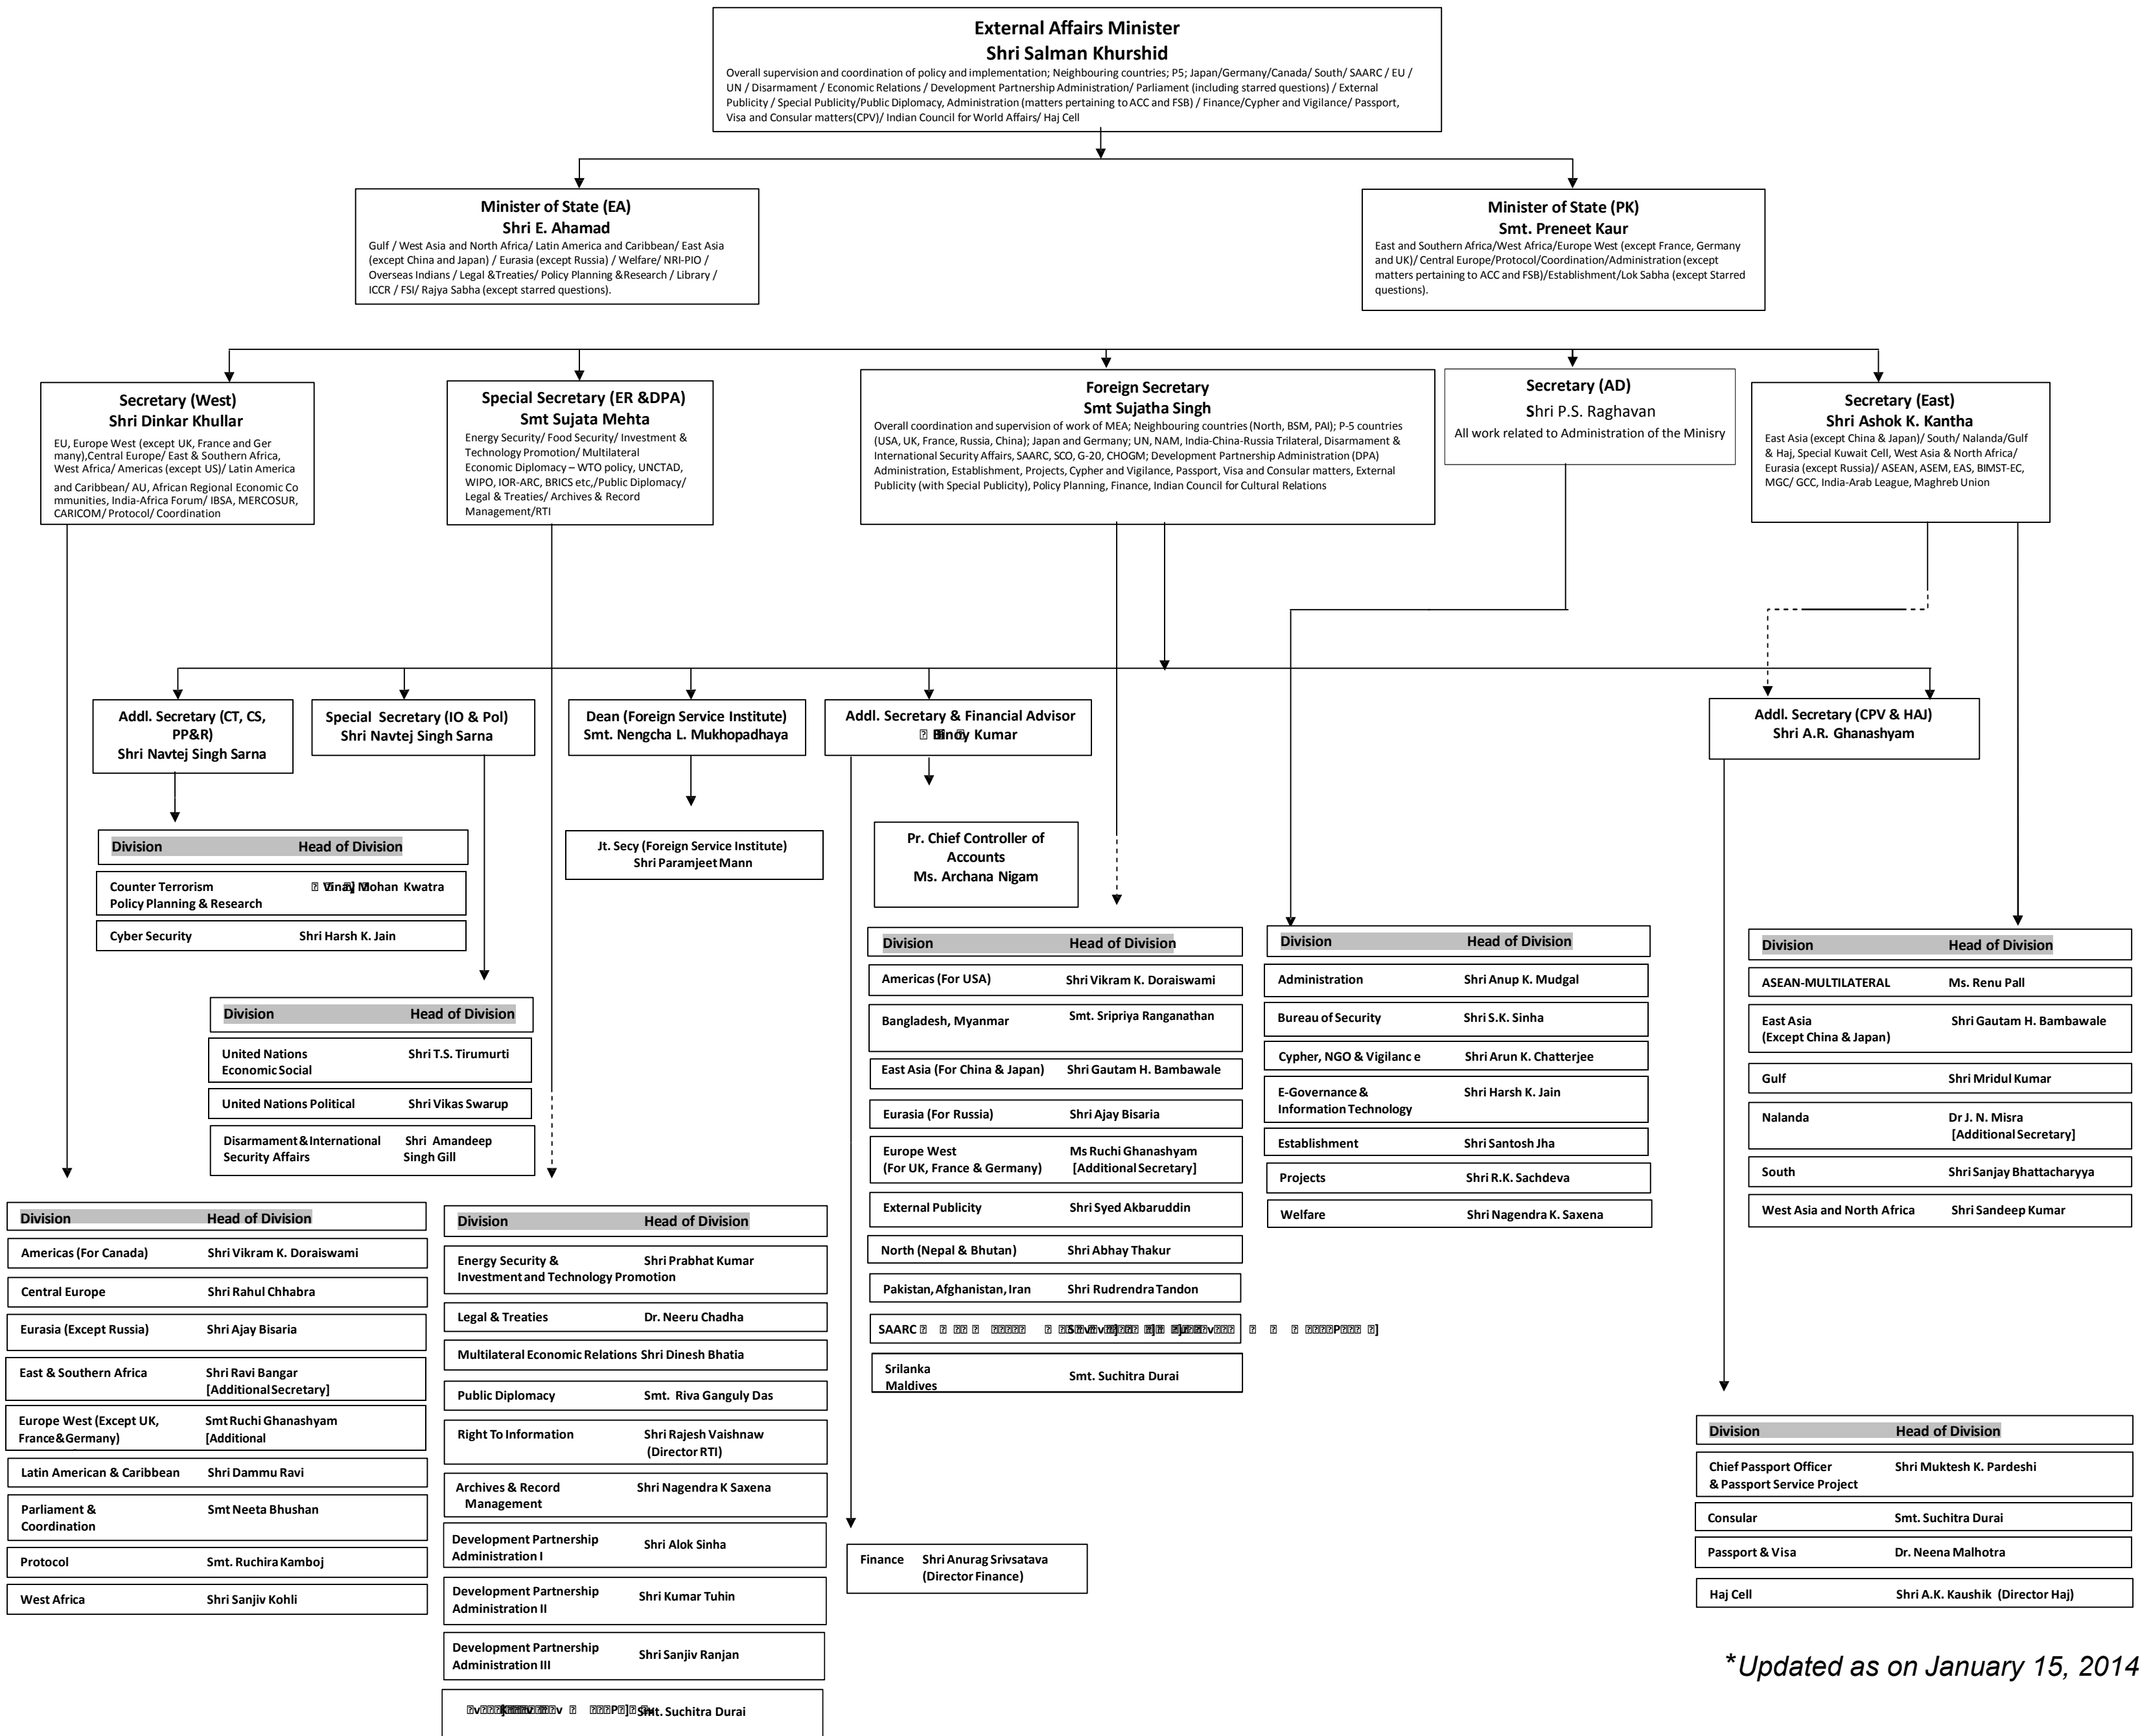 External Affairs Minister
Shri Salman Khurshid
Overall supervision and coordination of policy and implementation; Neighbouring countries; P5; Japan/Germany/Canada/ South/ SAARC / EU /
UN / Disarmament / Economic Relations / Development Partnership Administration/ Parliament (including starred questions) / External
Publicity / Special Publicity/Public Diplomacy, Administration (matters pertaining to ACC and FSB) / Finance/Cypher and Vigilance/ Passport,
Visa and Consular matters(CPV)/ Indian Council for World Affairs/ Haj Cell
Minister of State (EA)
Shri E. Ahamad
Gulf / West Asia and North Africa/ Latin America and Caribbean/ East Asia
(except China and Japan) / Eurasia (except Russia) / Welfare/ NRI-PIO /
Overseas Indians / Legal &Treaties/ Policy Planning &Research / Library /
ICCR / FSI/ Rajya Sabha (except starred questions).
Minister of State (PK)
Smt. Preneet Kaur
East and Southern Africa/West Africa/Europe West (except France, Germany
and UK)/ Central Europe/Protocol/Coordination/Administration (except
matters pertaining to ACC and FSB)/Establishment/Lok Sabha (except Starred
questions).
Secretary (West)
Shri Dinkar Khullar
EU, Europe West (except UK, France and Ger
many),Central Europe/ East & Southern Africa,
West Africa/ Americas (except US)/ Latin America
and Caribbean/ AU, African Regional Economic Co
mmunities, India-Africa Forum/ IBSA, MERCOSUR,
CARICOM/ Protocol/ Coordination
Special Secretary (ER &DPA)
Smt Sujata Mehta
Energy Security/ Food Security/ Investment &
Technology Promotion/ Multilateral
Economic Diplomacy – WTO policy, UNCTAD,
WIPO, IOR-ARC, BRICS etc,/Public Diplomacy/
Legal & Treaties/ Archives & Record
Management/RTI
Foreign Secretary
Smt Sujatha Singh
Overall coordination and supervision of work of MEA; Neighbouring countries (North, BSM, PAI); P-5 countries
(USA, UK, France, Russia, China); Japan and Germany; UN, NAM, India-China-Russia Trilateral, Disarmament &
International Security Affairs, SAARC, SCO, G-20, CHOGM; Development Partnership Administration (DPA)
Administration, Establishment, Projects, Cypher and Vigilance, Passport, Visa and Consular matters, External
Publicity (with Special Publicity), Policy Planning, Finance, Indian Council for Cultural Relations
Secretary (AD)
Shri P.S. Raghavan
All work related to Administration of the Minisry
Secretary (East)
Shri Ashok K. Kantha
East Asia (except China & Japan)/ South/ Nalanda/Gulf
& Haj, Special Kuwait Cell, West Asia & North Africa/
Eurasia (except Russia)/ ASEAN, ASEM, EAS, BIMST-EC,
MGC/ GCC, India-Arab League, Maghreb Union
Addl. Secretary (CT, CS,
PP&R)
Shri Navtej Singh Sarna
Special Secretary (IO & Pol)
Shri Navtej Singh Sarna
Dean (Foreign Service Institute)
Smt. Nengcha L. Mukhopadhaya
Addl. Secretary & Financial Advisor
Kumar
Addl. Secretary (CPV & HAJ)
Shri A.R. Ghanashyam
Division Head of Division
Counter Terrorism Mohan Kwatra
Policy Planning & Research
Cyber Security Shri Harsh K. Jain
Jt. Secy (Foreign Service Institute)
Shri Paramjeet Mann
Pr. Chief Controller of
Accounts
Ms. Archana Nigam
Division Head of Division
United Nations Shri T.S. Tirumurti
Economic Social
United Nations Political Shri Vikas Swarup
Disarmament & International Shri Amandeep
Security Affairs Singh Gill
Division Head of Division
Americas (For USA) Shri Vikram K. Doraiswami
Bangladesh, Myanmar Smt. Sripriya Ranganathan
East Asia (For China & Japan) Shri Gautam H. Bambawale
Eurasia (For Russia) Shri Ajay Bisaria
Europe West Ms Ruchi Ghanashyam
(For UK, France & Germany) [Additional Secretary]
External Publicity Shri Syed Akbaruddin
North (Nepal & Bhutan) Shri Abhay Thakur
Pakistan, Afghanistan, Iran Shri Rudrendra Tandon
SAARC
Srilanka Smt. Suchitra Durai
Maldives
Division Head of Division
Administration Shri Anup K. Mudgal
Bureau of Security Shri S.K. Sinha
Cypher, NGO & Vigilanc e Shri Arun K. Chatterjee
E-Governance & Shri Harsh K. Jain
Information Technology
Establishment Shri Santosh Jha
Projects Shri R.K. Sachdeva
Welfare Shri Nagendra K. Saxena
Division Head of Division
ASEAN-MULTILATERAL Ms. Renu Pall
East Asia Shri Gautam H. Bambawale
(Except China & Japan)
Gulf Shri Mridul Kumar
Nalanda Dr J. N. Misra
[Additional Secretary]
South Shri Sanjay Bhattacharyya
West Asia and North Africa Shri Sandeep Kumar
Division Head of Division
Americas (For Canada) Shri Vikram K. Doraiswami
Central Europe Shri Rahul Chhabra
Eurasia (Except Russia) Shri Ajay Bisaria
East & Southern Africa Shri Ravi Bangar
[Additional Secretary]
Europe West (Except UK, Smt Ruchi Ghanashyam
France & Germany) [Additional
Latin American & Caribbean Shri Dammu Ravi
Parliament & Smt Neeta Bhushan
Coordination
Protocol Smt. Ruchira Kamboj
West Africa Shri Sanjiv Kohli
Division Head of Division
Energy Security & Shri Prabhat Kumar
Investment and Technology Promotion
Legal & Treaties Dr. Neeru Chadha
Multilateral Economic Relations Shri Dinesh Bhatia
Public Diplomacy Smt. Riva Ganguly Das
Right To Information Shri Rajesh Vaishnaw
(Director RTI)
Archives & Record Shri Nagendra K Saxena
Management
Development Partnership Shri Alok Sinha
Administration I
Development Partnership Shri Kumar Tuhin
Administration II
Development Partnership Shri Sanjiv Ranjan
Administration III
Suchitra Durai
Finance Shri Anurag Srivsatava
(Director Finance)
Division Head of Division
Chief Passport Officer Shri Muktesh K. Pardeshi
& Passport Service Project
Consular Smt. Suchitra Durai
Passport & Visa Dr. Neena Malhotra
Haj Cell Shri A.K. Kaushik (Director Haj)
*Updated as on January 15, 2014